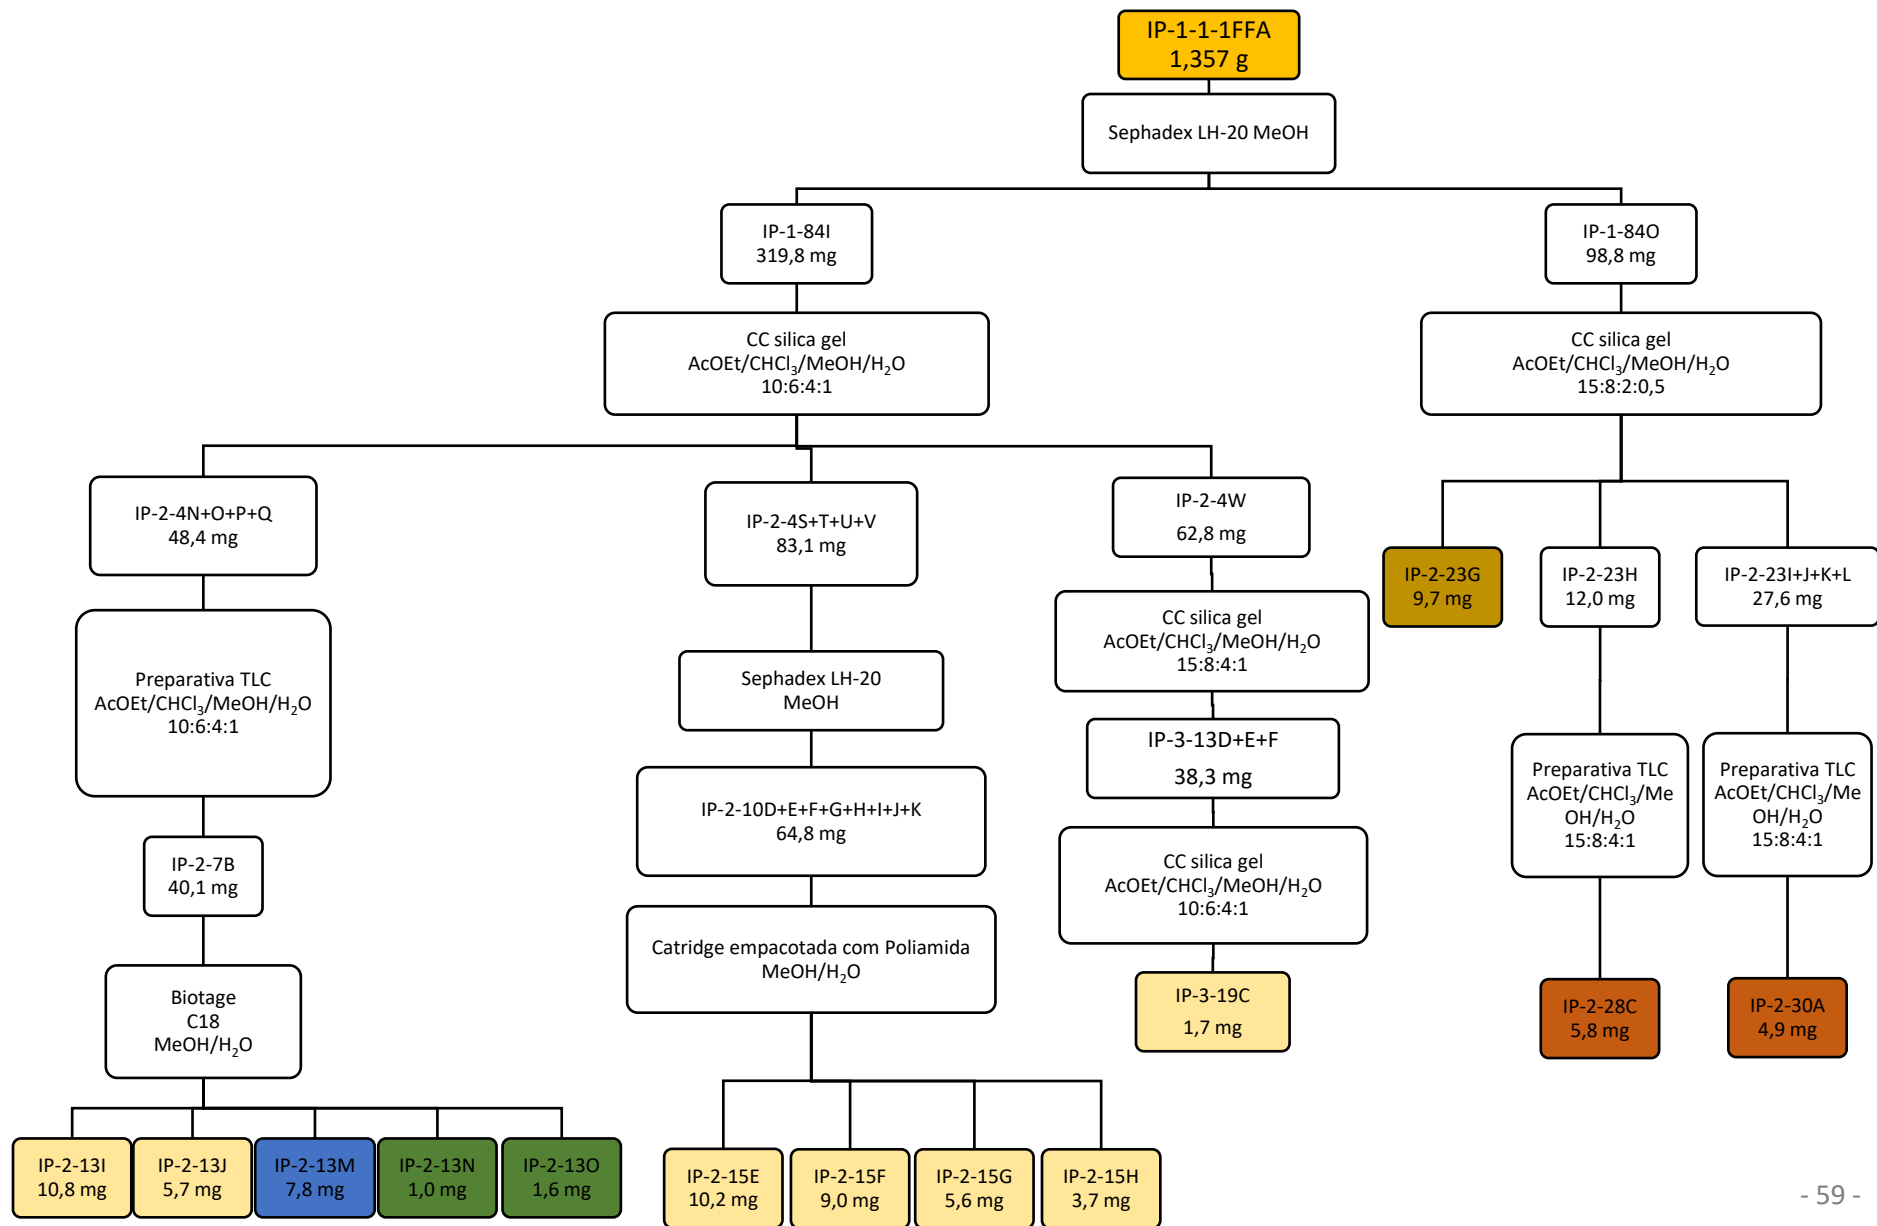 IP-1-1-1FFA
1,357 g
Sephadex LH-20 MeOH
IP-1-84I
319,8 mg
IP-1-84O
98,8 mg
CC silica gel
AcOEt/CHCl₃/MeOH/H₂O
10:6:4:1
CC silica gel
AcOEt/CHCl₃/MeOH/H₂O
15:8:2:0,5
IP-2-4N+O+P+Q
48,4 mg
IP-2-4S+T+U+V
83,1 mg
IP-2-4W
62,8 mg
IP-2-23G
9,7 mg
IP-2-23H
12,0 mg
IP-2-23I+J+K+L
27,6 mg
Preparativa TLC
AcOEt/CHCl₃/MeOH/H₂O
10:6:4:1
Sephadex LH-20
MeOH
CC silica gel
AcOEt/CHCl₃/MeOH/H₂O
15:8:4:1
IP-3-13D+E+F
38,3 mg
Preparativa TLC
AcOEt/CHCl₃/Me
OH/H₂O
15:8:4:1
Preparativa TLC
AcOEt/CHCl₃/Me
OH/H₂O
15:8:4:1
IP-2-7B
40,1 mg
IP-2-10D+E+F+G+H+I+J+K
64,8 mg
CC silica gel
AcOEt/CHCl₃/MeOH/H₂O
10:6:4:1
Biotage
C18
MeOH/H₂O
Catridge empacotada com Poliamida
MeOH/H₂O
IP-3-19C
1,7 mg
IP-2-28C
5,8 mg
IP-2-30A
4,9 mg
IP-2-13I
10,8 mg
IP-2-13J
5,7 mg
IP-2-13M
7,8 mg
IP-2-13N
1,0 mg
IP-2-13O
1,6 mg
IP-2-15E
10,2 mg
IP-2-15F
9,0 mg
IP-2-15G
5,6 mg
IP-2-15H
3,7 mg
- 59 -